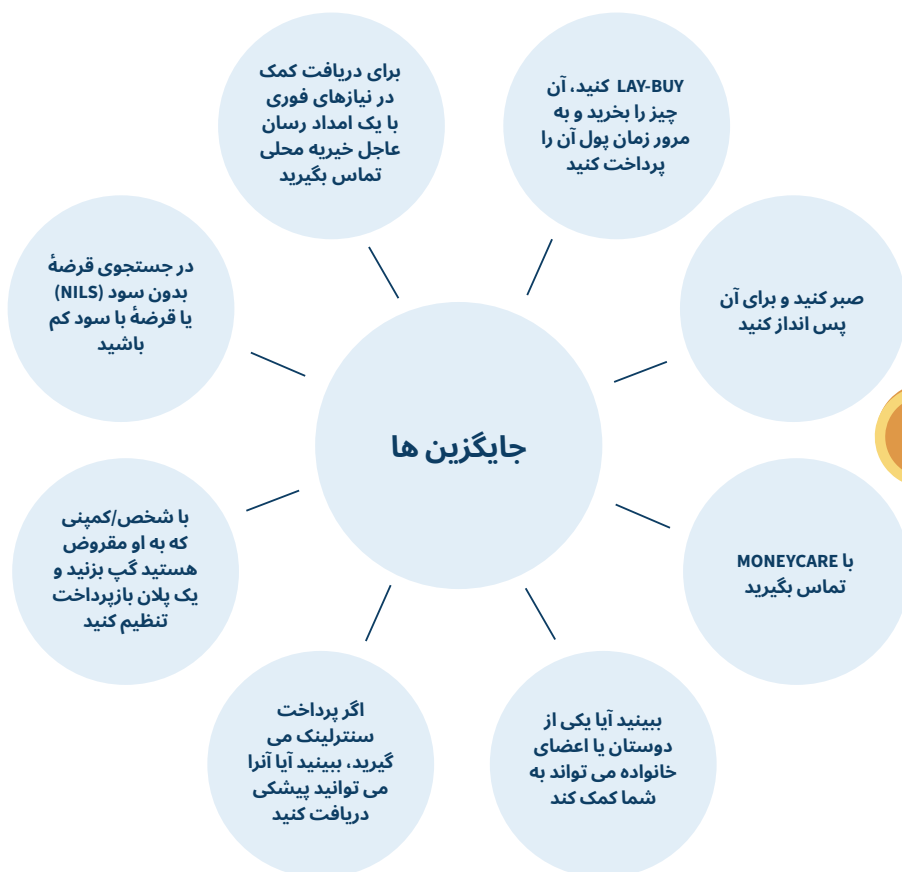 LAY-BUY کنید، آن
چیز را بخرید و به
مرور زمان پول آن را
پرداخت کنید
برای دریافت کمک
در نیازهای فوری
با یک امداد رسان
عاجل خیریه محلی
تماس بگیرید
صبر کنید و برای آن
پس انداز کنید
در جستجوی قرضهٔ
بدون سود (NILS)
یا قرضهٔ با سود کم
باشید
جایگزین ها
با MONEYCARE
تماس بگیرید
با شخص/کمپنی
که به او مقروض
هستید گپ بزنید و
یک پلان بازپرداخت
تنظیم کنید
ببینید آیا یکی از
دوستان یا اعضای
خانواده می تواند به
شما کمک کند
اگر پرداخت
سنترلینک می
گیرید، ببینید آیا آنرا
می توانید پیشکی
دریافت کنید